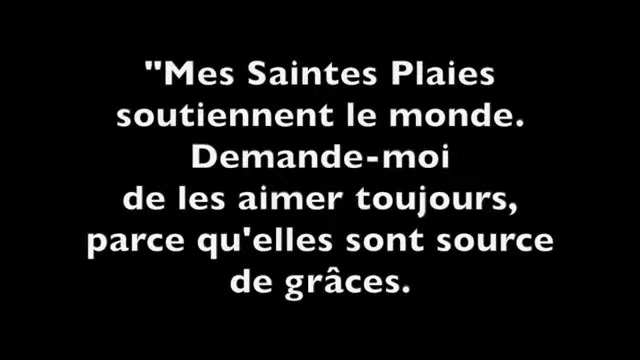 "Mes Saintes Plaies
soutiennent le monde.
Demande-moi
de les aimer toujours,
parce qu'elles sont source
de grâces.